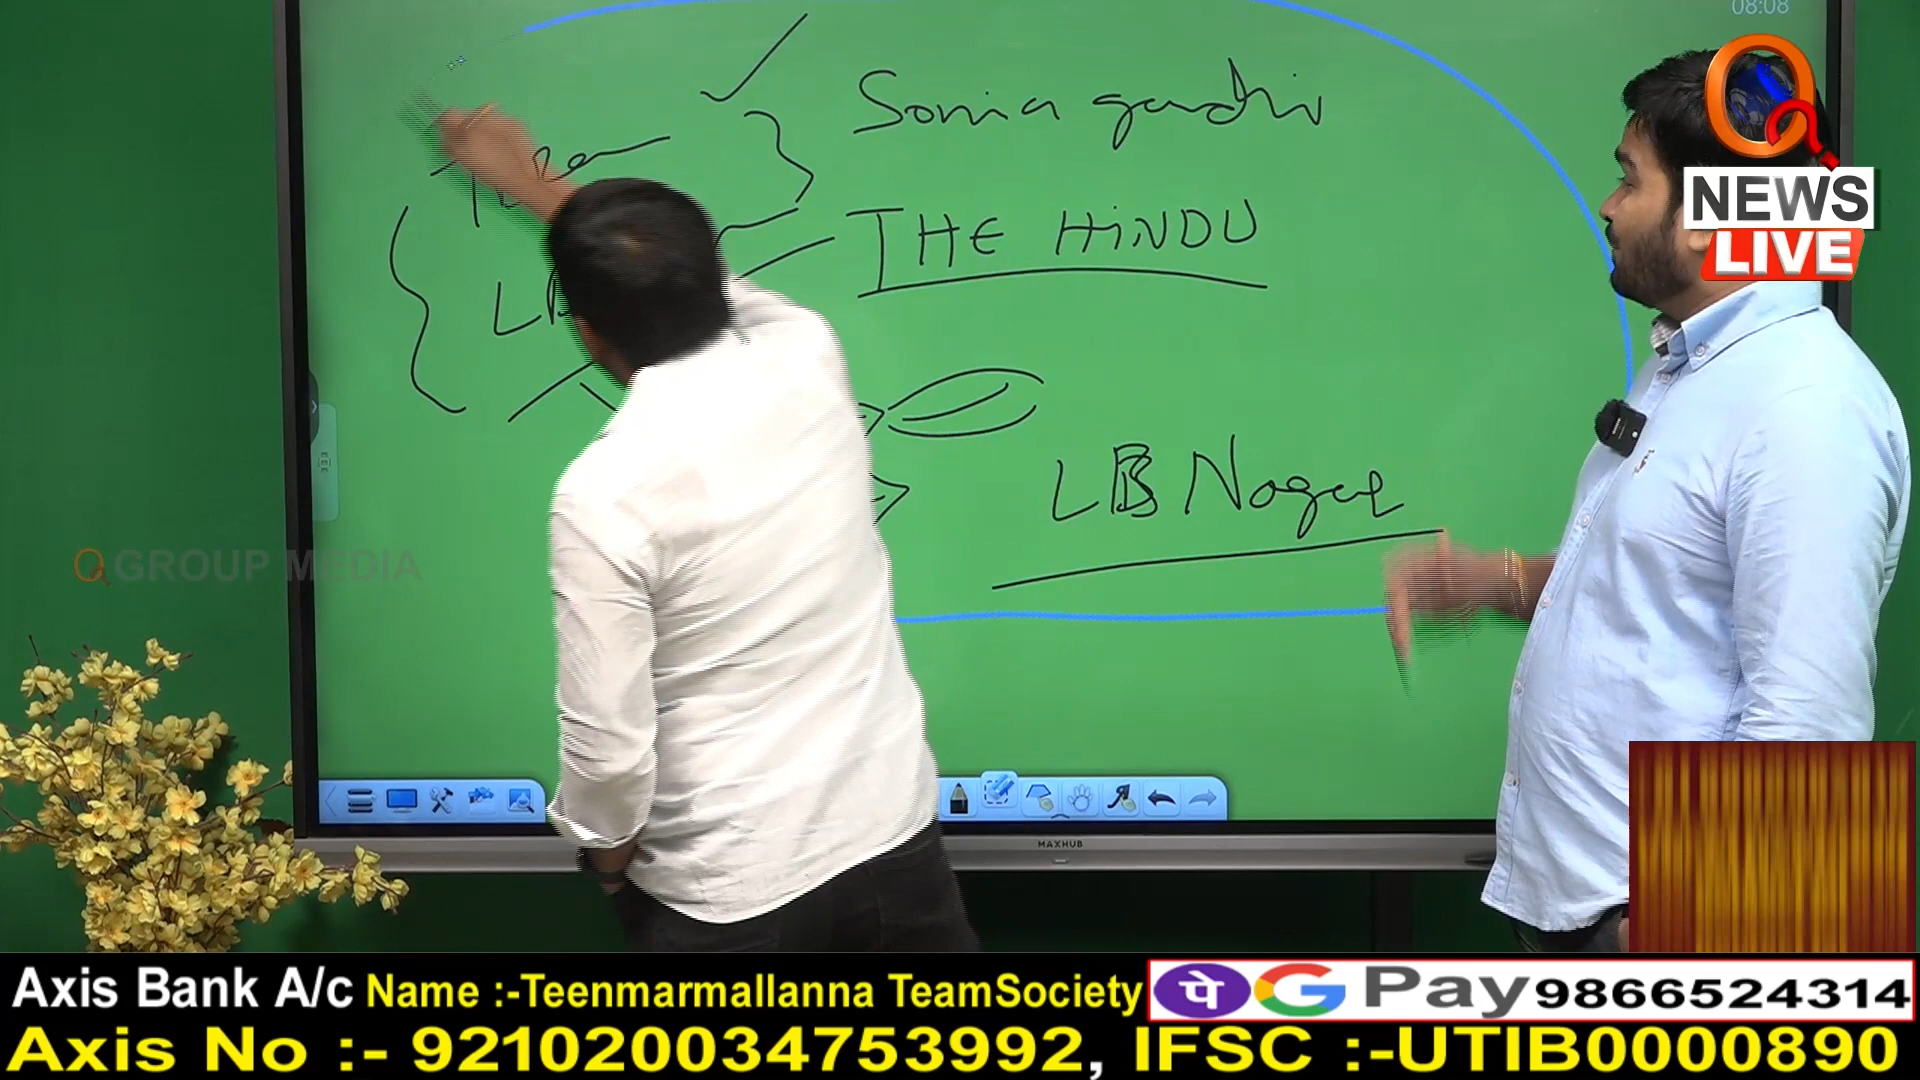 08:08
Sonia gandhi
THE HINDU
LB
LB Nagar
Q
NEWS
LIVE
Q GROUP MEDIA
MAXHUB
Axis Bank A/c Name :-Teenmarmallanna TeamSociety
पे G Pay 9866524314
Axis No :- 921020034753992, IFSC :-UTIB0000890